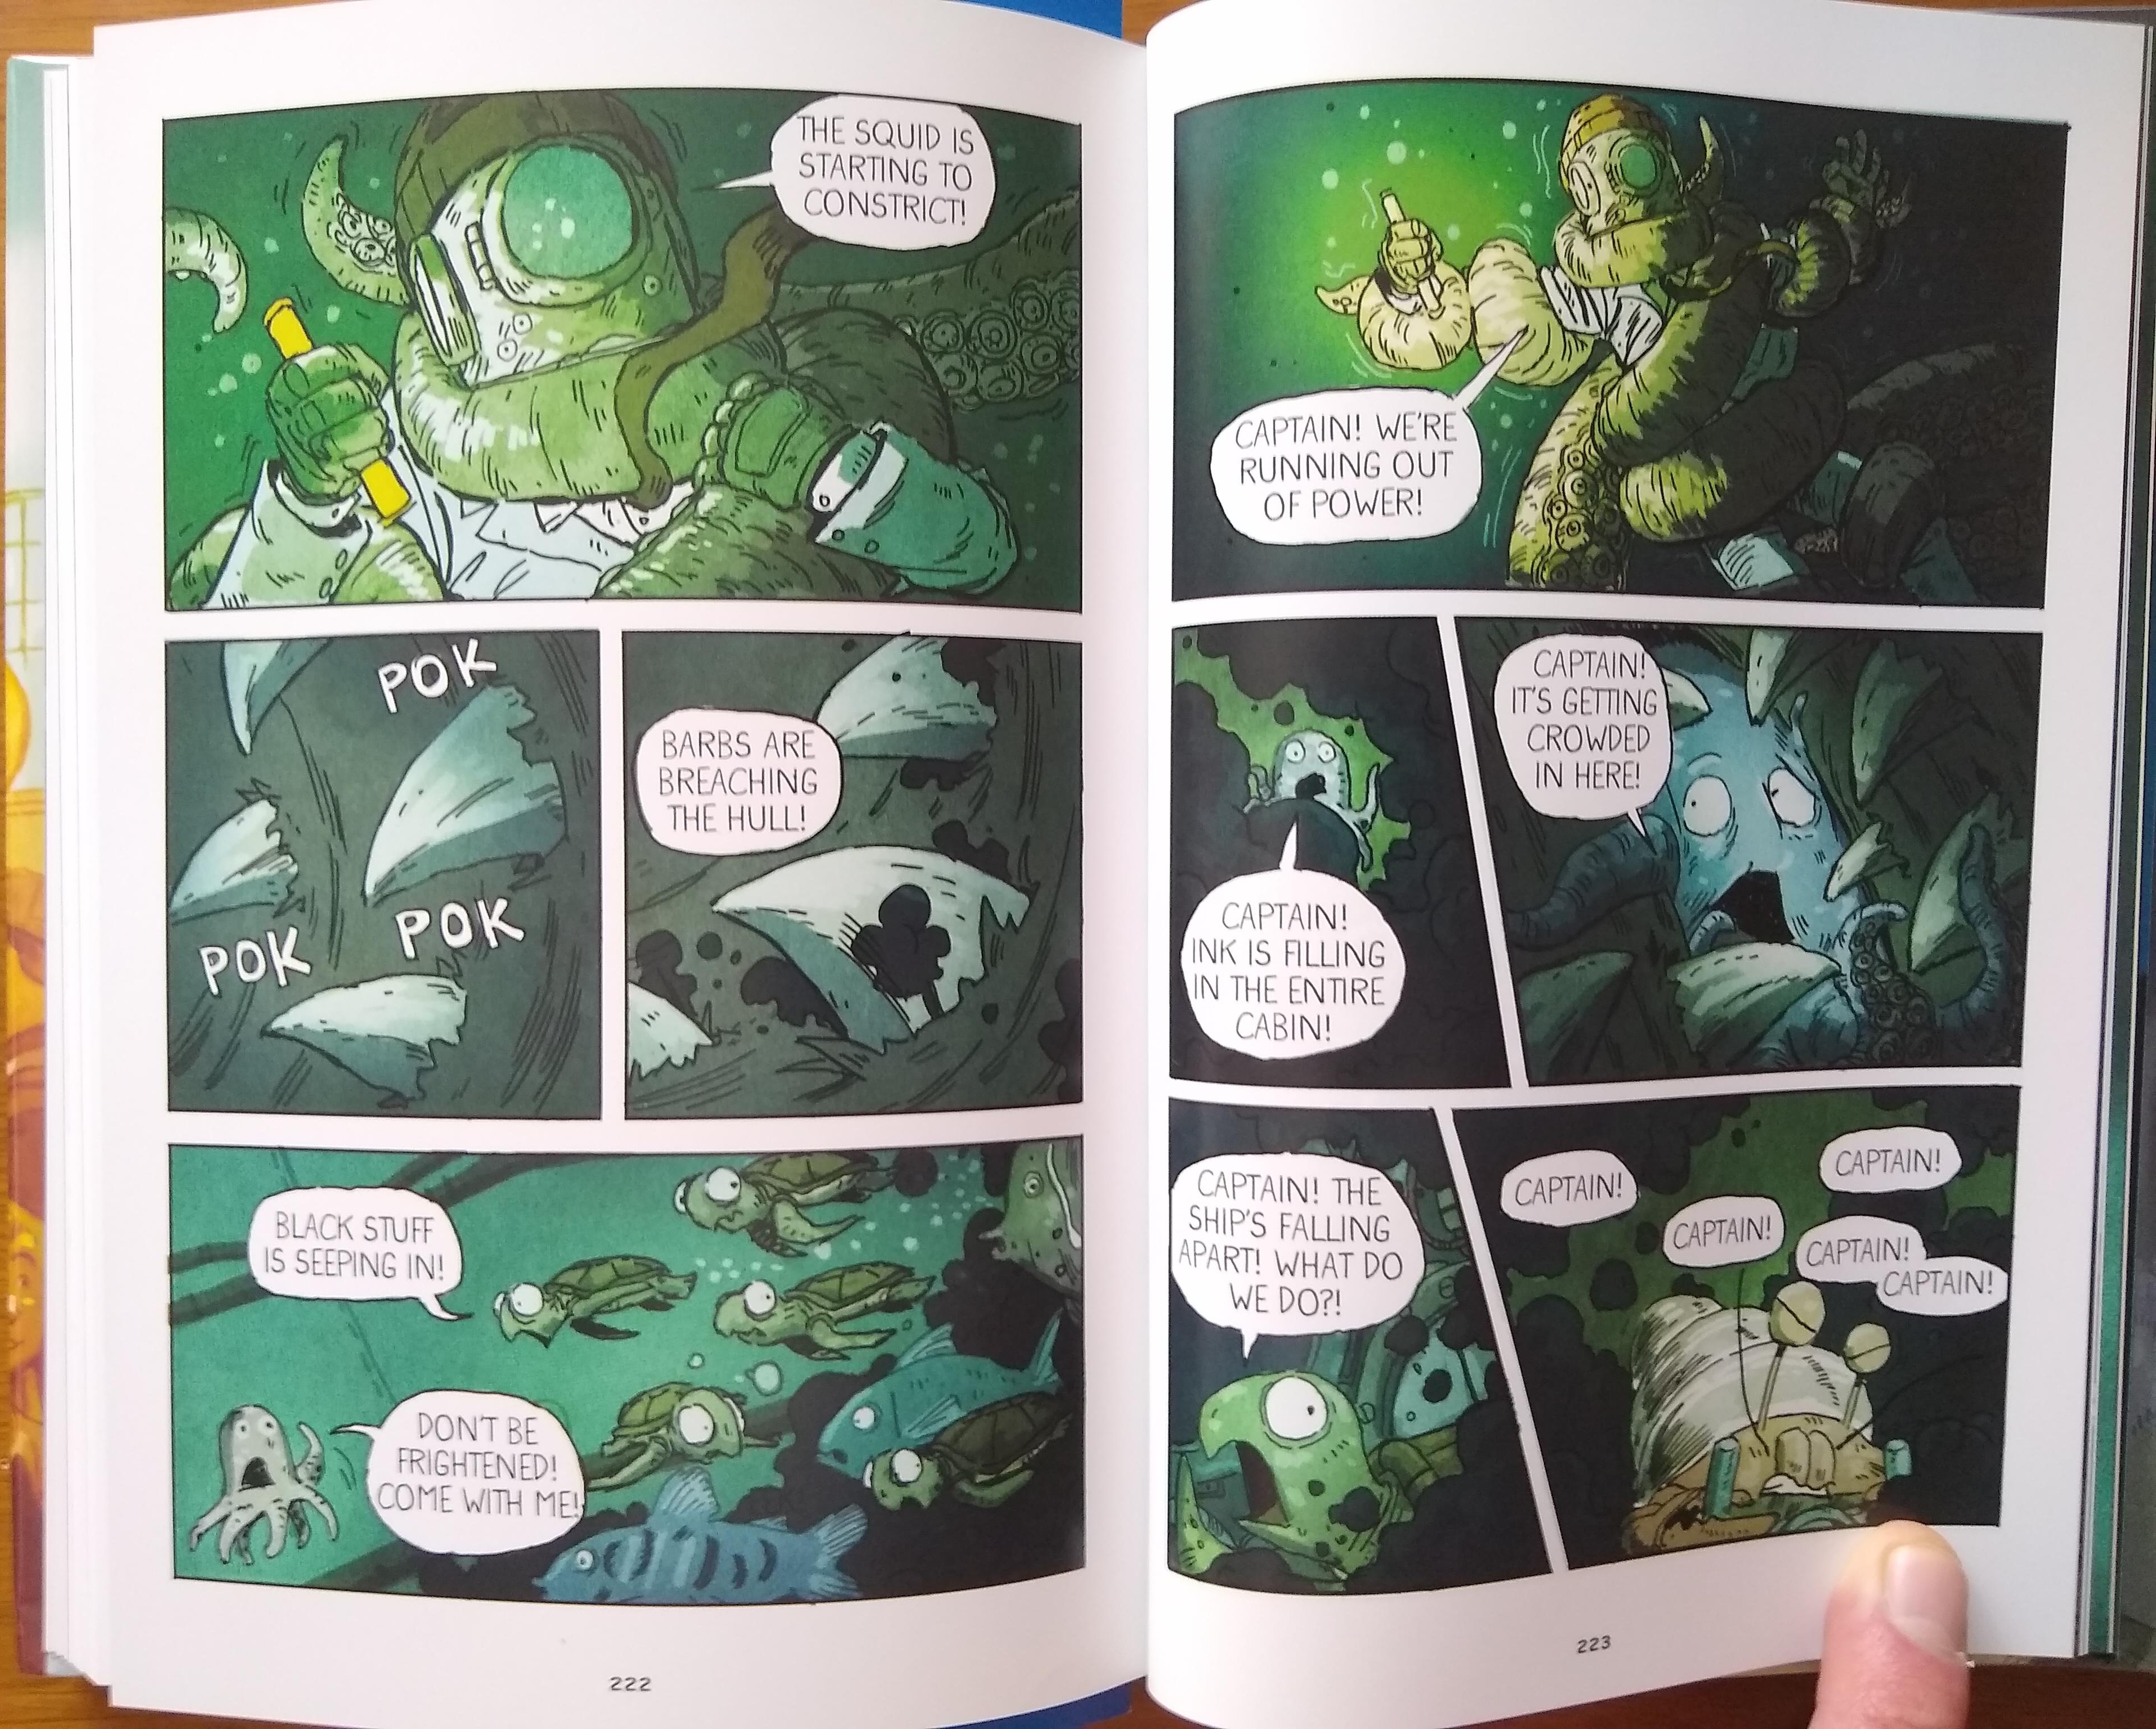 THE SQUID IS
STARTING TO
CONSTRICT!
POK
POK
POK
BARBS ARE
BREACHING
THE HULL!
BLACK STUFF
IS SEEPING IN!
DON'T BE
FRIGHTENED!
COME WITH ME!
222
CAPTAIN! WE'RE
RUNNING OUT
OF POWER!
CAPTAIN!
INK IS FILLING
IN THE ENTIRE
CABIN!
CAPTAIN!
IT'S GETTING
CROWDED
IN HERE!
CAPTAIN! THE
SHIP'S FALLING
APART! WHAT DO
WE DO?!
CAPTAIN!
CAPTAIN!
CAPTAIN!
CAPTAIN!
CAPTAIN!
223